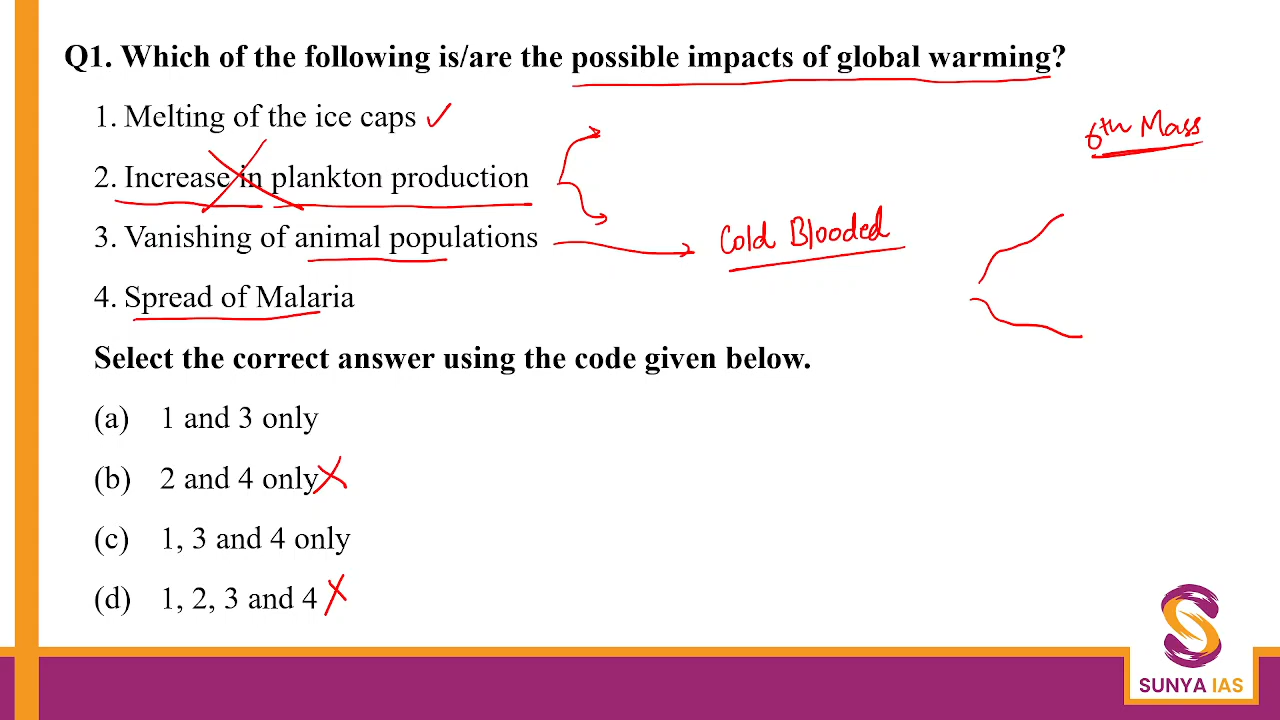 Q1. Which of the following is/are the possible impacts of global warming?
1. Melting of the ice caps
6th Mass
2. Increase in plankton production
3. Vanishing of animal populations
Cold Blooded
4. Spread of Malaria
Select the correct answer using the code given below.
(a) 1 and 3 only
(b) 2 and 4 only
(c) 1, 3 and 4 only
(d) 1, 2, 3 and 4
SUNYA IAS